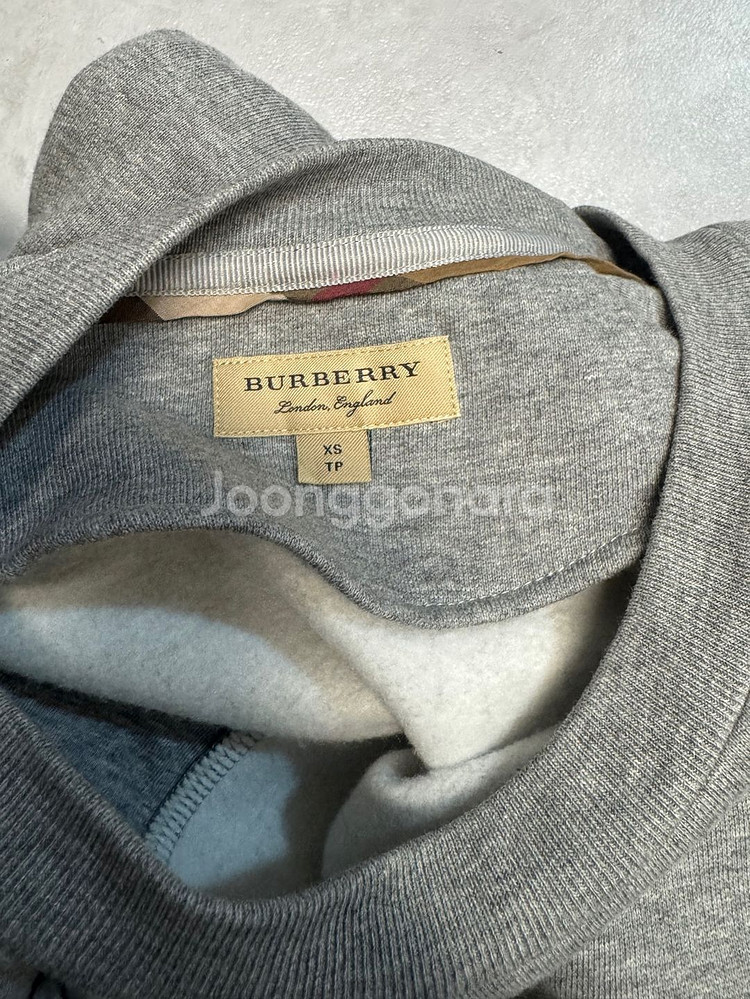 BURBERRY
London, England
XS
TP
Joonggonara